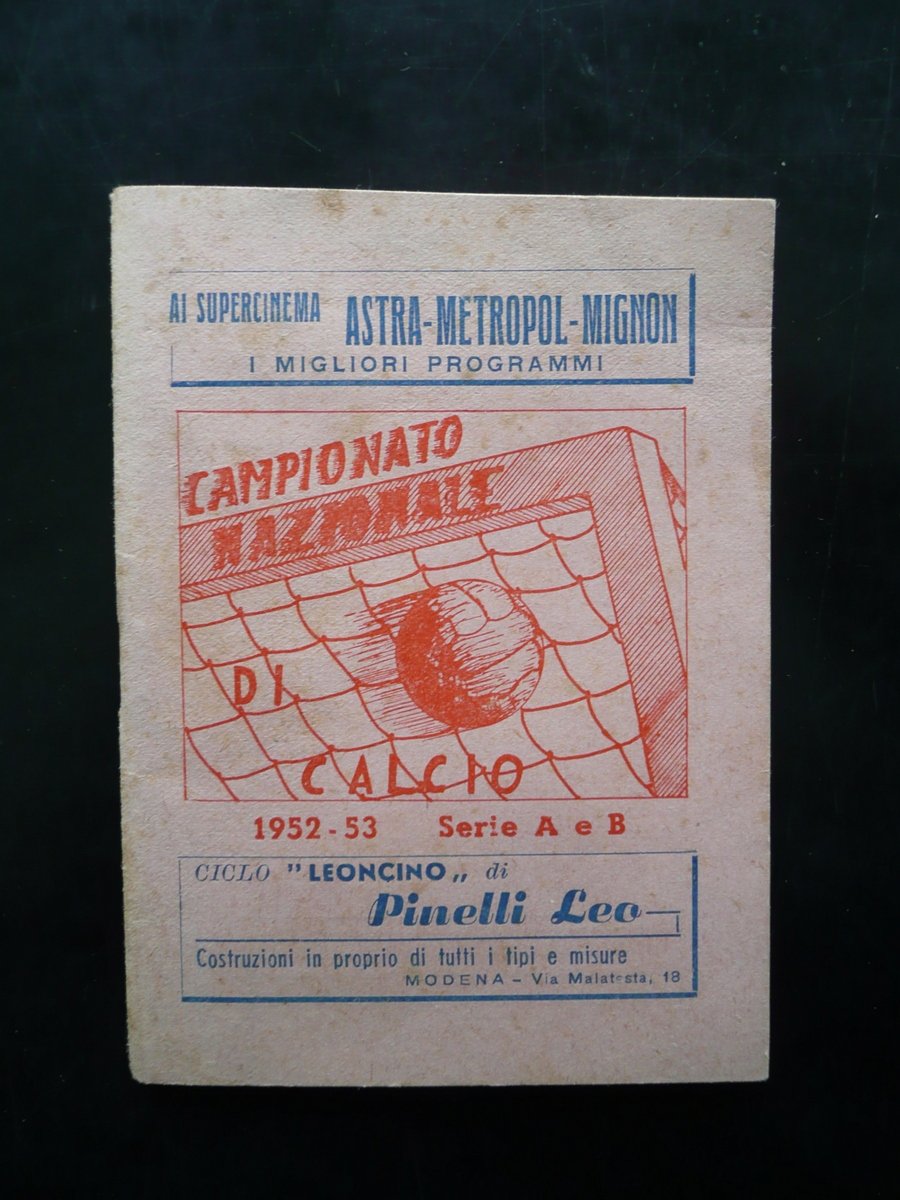 AI SUPERCINEMA ASTRA-METROPOL-MIGNON
I MIGLIORI PROGRAMMI
CAMPIONATO
NAZIONALE
DI
CALCIO
1952-53 Serie A e B
CICLO "LEONCINO„ di
Pinelli Leo
Costruzioni in proprio di tutti i tipi e misure
MODENA - Via Malatesta, 18